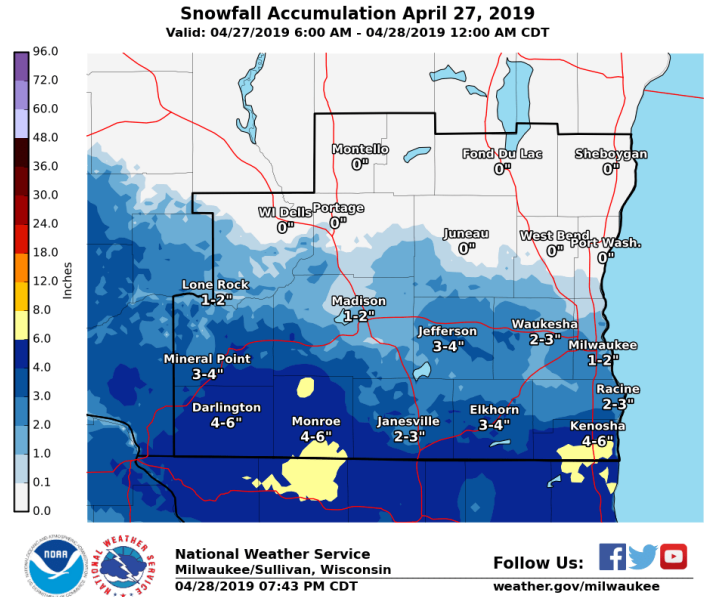 Snowfall Accumulation April 27, 2019
Valid: 04/27/2019 6:00 AM - 04/28/2019 12:00 AM CDT
96.0
72.0
60.0
48.0
36.0
30.0
24.0
18.0
12.0
8.0
6.0
4.0
3.0
2.0
1.0
0.1
0.0
Inches
Montello
0"
Fond Du Lac
0"
Sheboygan
0"
WI Dells
0"
Portage
0"
Juneau
0"
West Bend
0"
Port Wash.
0"
Lone Rock
1-2"
Madison
1-2"
Jefferson
3-4"
Waukesha
2-3"
Milwaukee
1-2"
Mineral Point
3-4"
Racine
2-3"
Darlington
4-6"
Monroe
4-6"
Janesville
2-3"
Elkhorn
3-4"
Kenosha
4-6"
NOAA
NATIONAL WEATHER SERVICE
National Weather Service
Milwaukee/Sullivan, Wisconsin
04/28/2019 07:43 PM CDT
Follow Us:
weather.gov/milwaukee